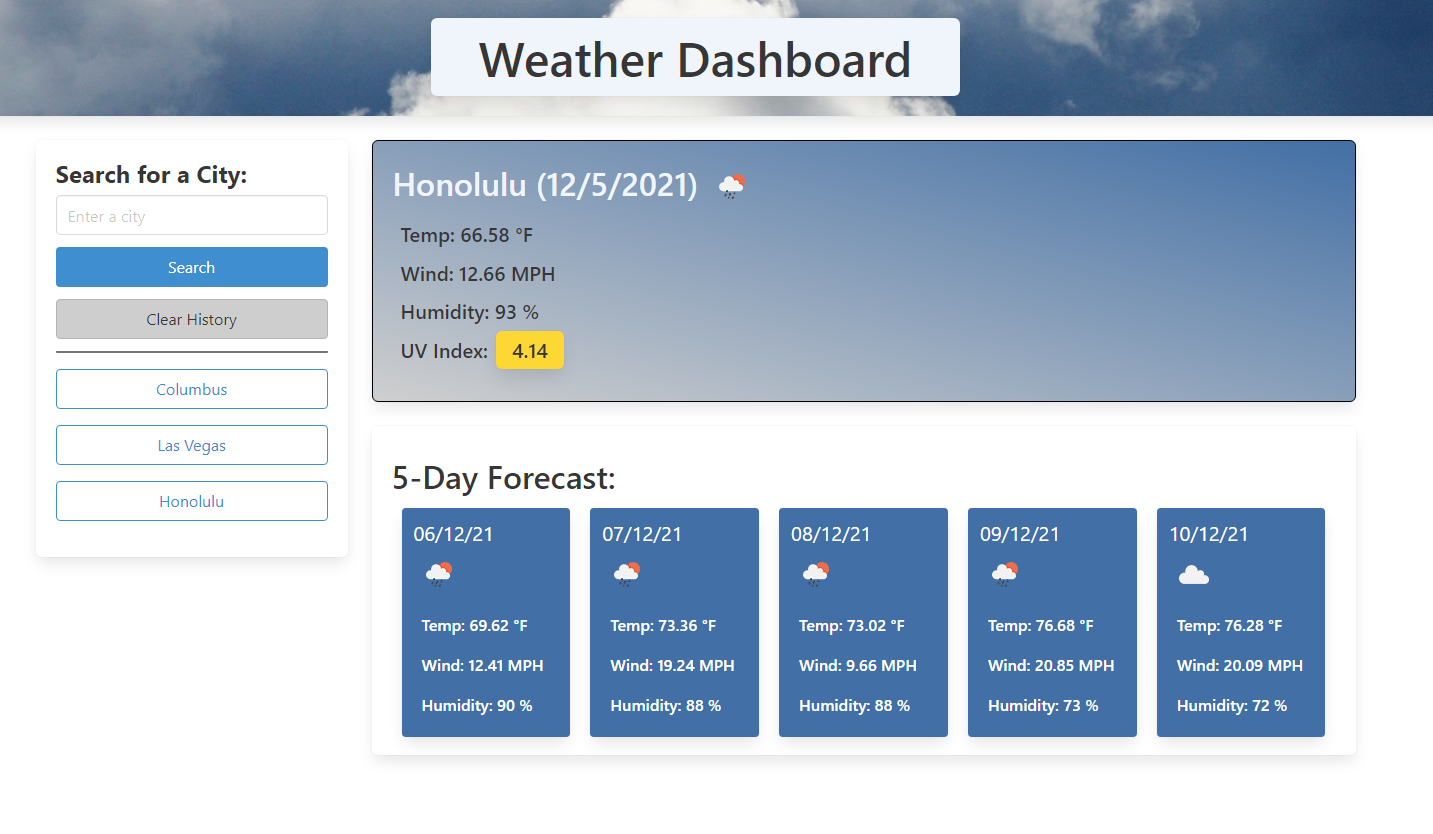 Weather Dashboard
Search for a City:
Enter a city
Search
Clear History
Columbus
Las Vegas
Honolulu
Honolulu (12/5/2021)
Temp: 66.58 °F
Wind: 12.66 MPH
Humidity: 93 %
UV Index: 4.14
5-Day Forecast:
06/12/21
Temp: 69.62 °F
Wind: 12.41 MPH
Humidity: 90 %
07/12/21
Temp: 73.36 °F
Wind: 19.24 MPH
Humidity: 88 %
08/12/21
Temp: 73.02 °F
Wind: 9.66 MPH
Humidity: 88 %
09/12/21
Temp: 76.68 °F
Wind: 20.85 MPH
Humidity: 73 %
10/12/21
Temp: 76.28 °F
Wind: 20.09 MPH
Humidity: 72 %